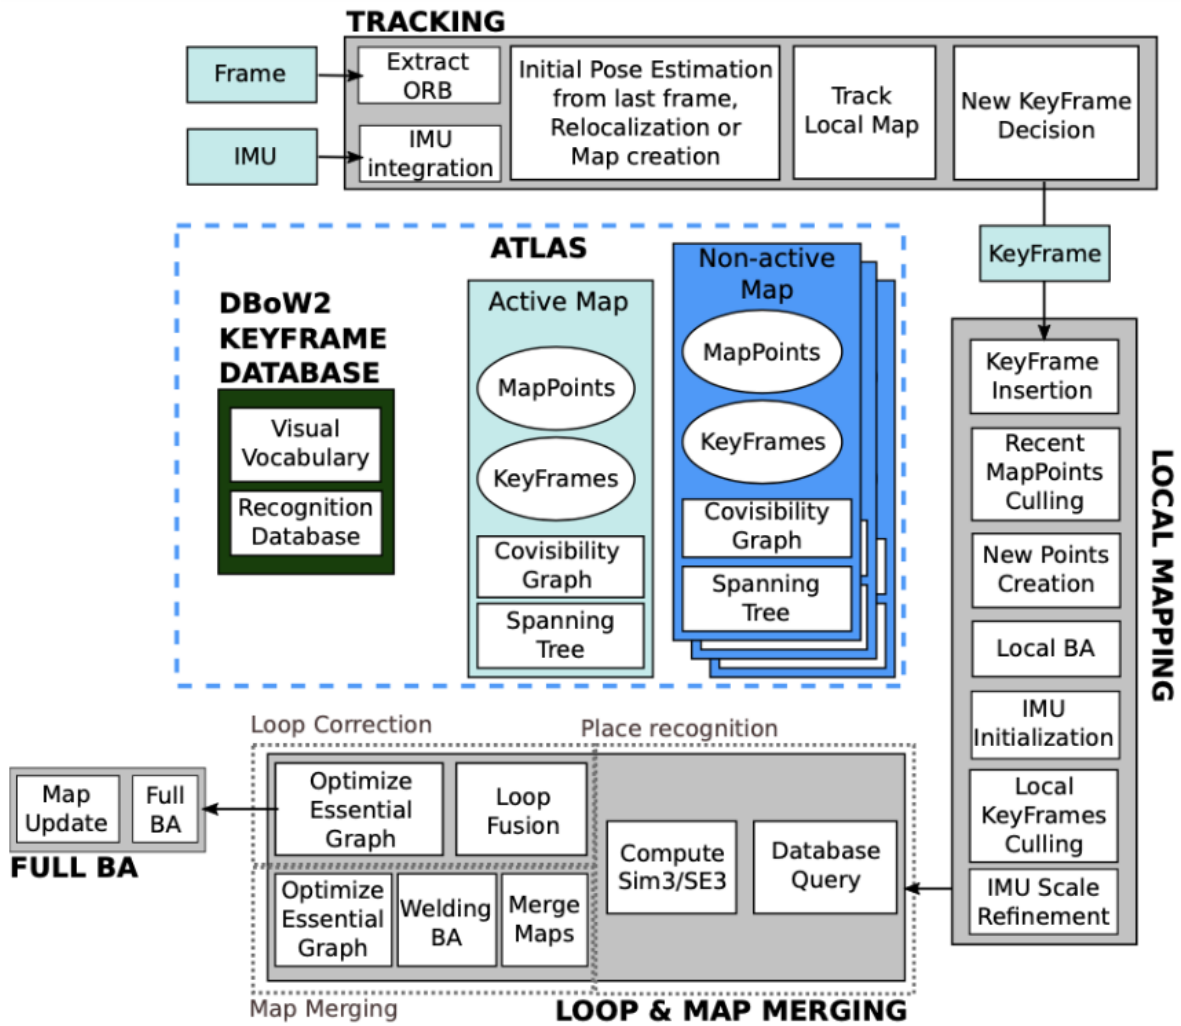 TRACKING
Frame
IMU
Extract
ORB
IMU
integration
Initial Pose Estimation
from last frame,
Relocalization or
Map creation
Track
Local Map
New KeyFrame
Decision
KeyFrame
ATLAS
DBoW2
KEYFRAME
DATABASE
Visual
Vocabulary
Recognition
Database
Active Map
MapPoints
KeyFrames
Covisibility
Graph
Spanning
Tree
Non-active
Map
MapPoints
KeyFrames
Covisibility
Graph
Spanning
Tree
KeyFrame
Insertion
Recent
MapPoints
Culling
New Points
Creation
Local BA
IMU
Initialization
Local
KeyFrames
Culling
IMU Scale
Refinement
LOCAL MAPPING
Loop Correction
Place recognition
Optimize
Essential
Graph
Loop
Fusion
Compute
Sim3/SE3
Database
Query
Map
Update
Full
BA
FULL BA
Optimize
Essential
Graph
Welding
BA
Merge
Maps
Map Merging
LOOP & MAP MERGING